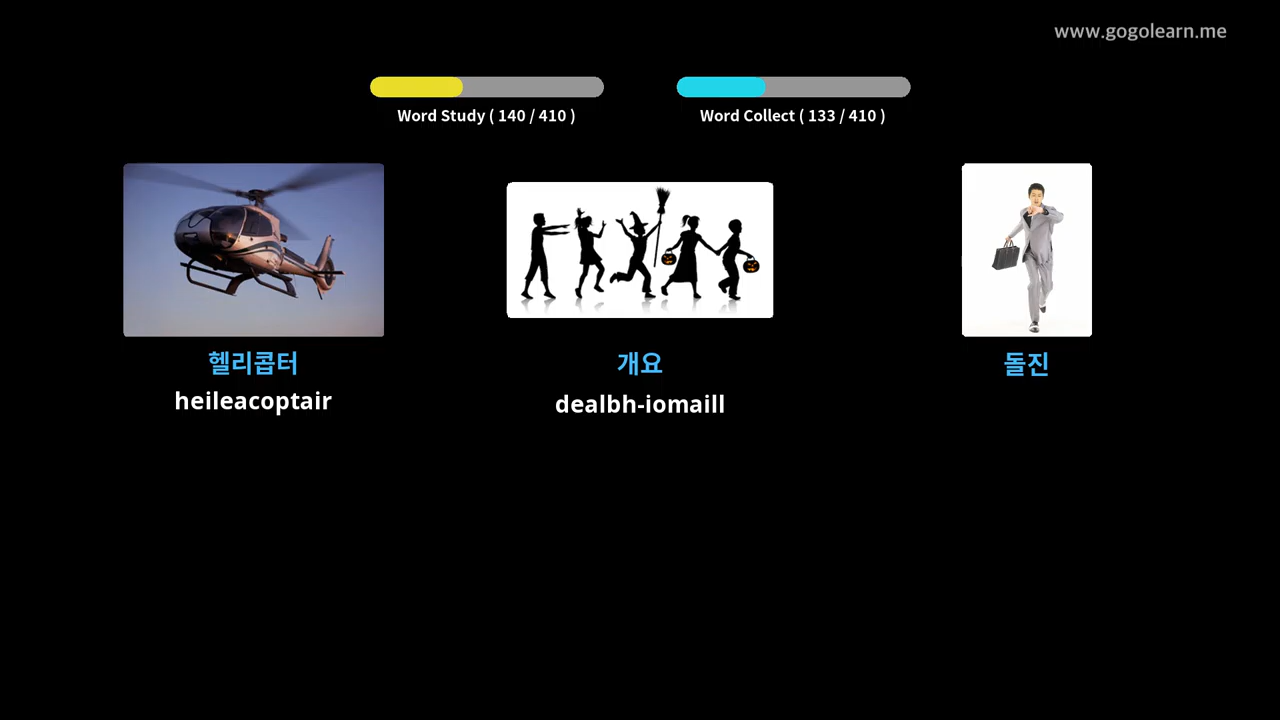 www.gogolearn.me
Word Study ( 140 / 410 )
Word Collect ( 133 / 410 )
헬리콥터
heileacoptair
개요
dealbh-iomaill
돌진